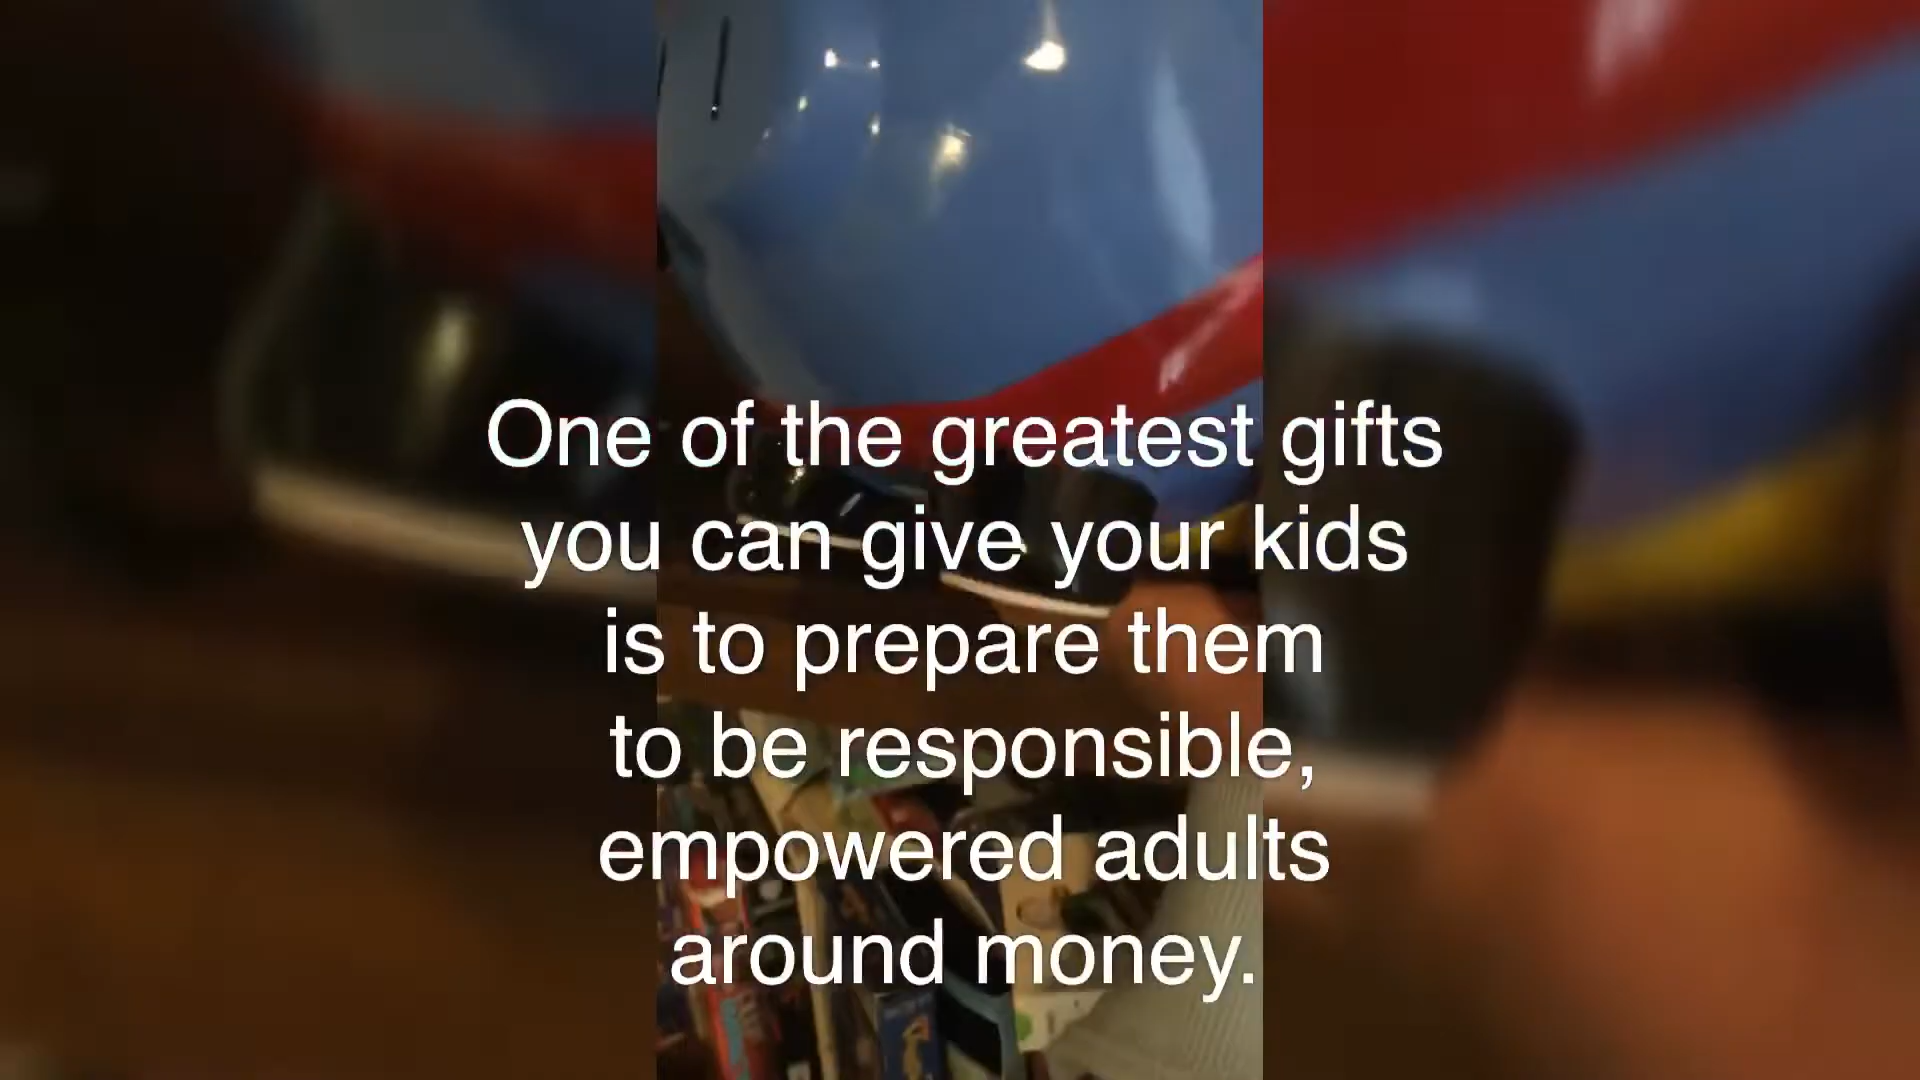 One of the greatest gifts
you can give your kids
is to prepare them
to be responsible,
empowered adults
around money.